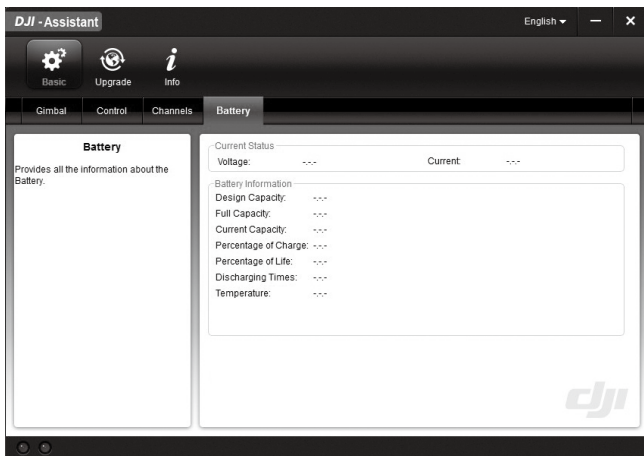 DJI - Assistant
English
Basic
Upgrade
Info
Gimbal
Control
Channels
Battery
Battery
Provides all the information about the
Battery.
Current Status
Voltage: -.-.- Current: -.-.-
Battery Information
Design Capacity: -.-.-
Full Capacity: -.-.-
Current Capacity: -.-.-
Percentage of Charge: -.-.-
Percentage of Life: -.-.-
Discharging Times: -.-.-
Temperature: -.-.-
dji